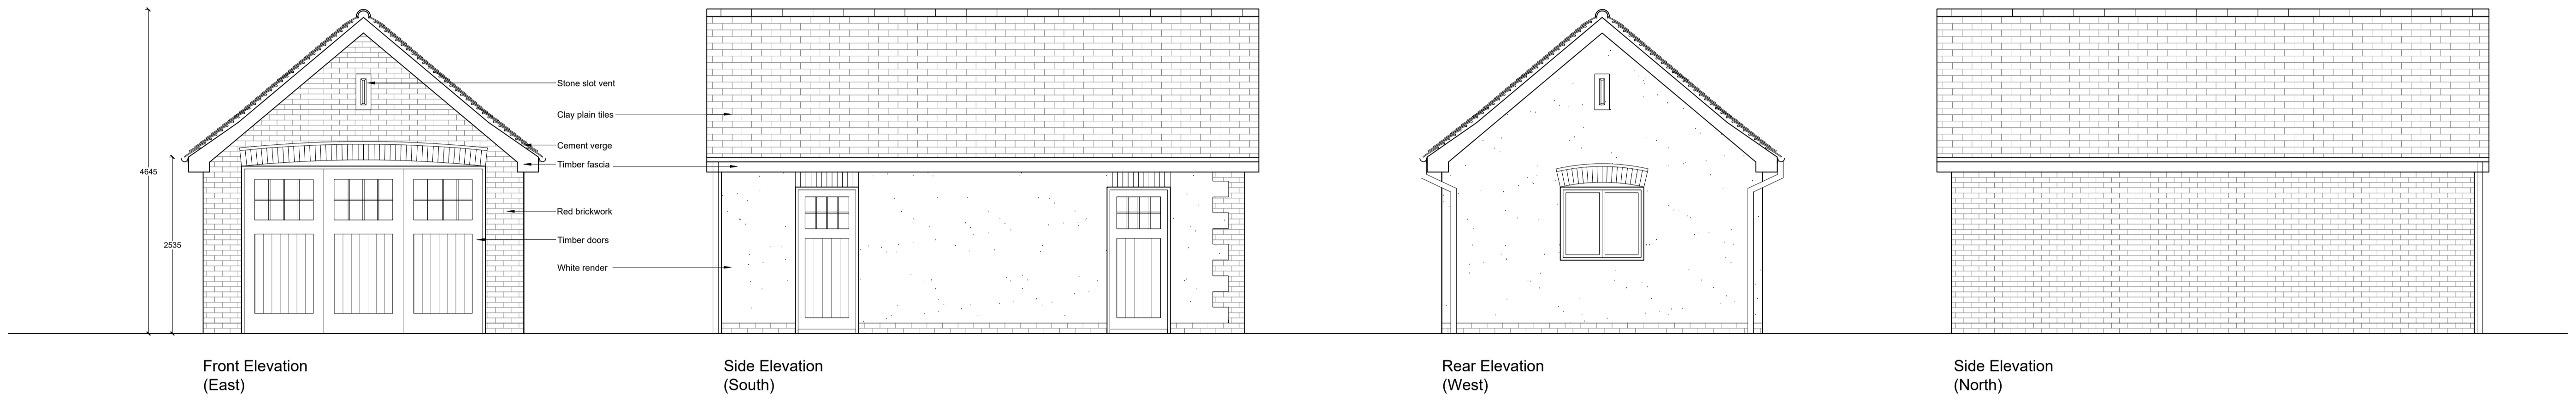 4645
2535
Stone slot vent
Clay plain tiles
Cement verge
Timber fascia
Red brickwork
Timber doors
White render
Front Elevation
(East)
Side Elevation
(South)
Rear Elevation
(West)
Side Elevation
(North)